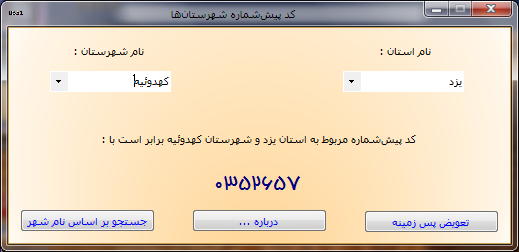 کد پیش‌شماره شهرستان‌ها
نام استان :
نام شهرستان :
یزد
کهدوئیه
کد پیش‌شماره مربوط به استان یزد و شهرستان کهدوئیه برابر است با :
۰۳۵۲۶۵۷
تعویض پس زمینه
درباره ...
جستجو بر اساس نام شهر